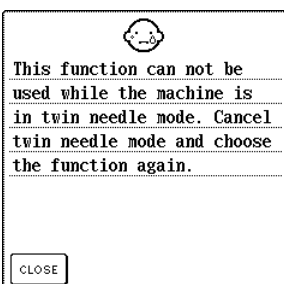 This function can not be
used while the machine is
in twin needle mode. Cancel
twin needle mode and choose
the function again.
CLOSE